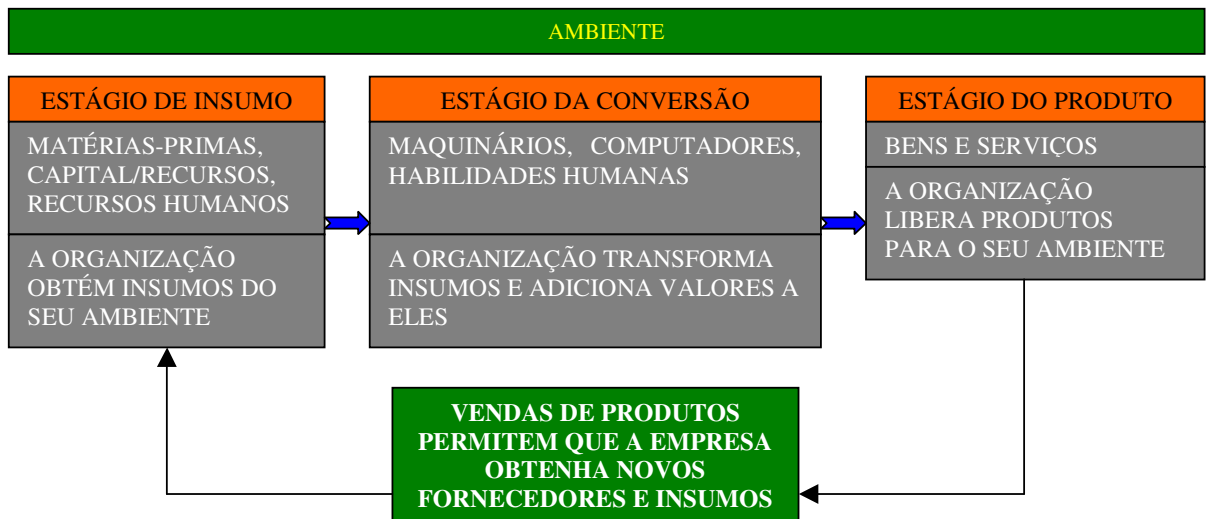 AMBIENTE
ESTÁGIO DE INSUMO
MATÉRIAS-PRIMAS,
CAPITAL/RECURSOS,
RECURSOS HUMANOS
A ORGANIZAÇÃO
OBTÉM INSUMOS DO
SEU AMBIENTE
ESTÁGIO DA CONVERSÃO
MAQUINÁRIOS, COMPUTADORES,
HABILIDADES HUMANAS
A ORGANIZAÇÃO TRANSFORMA
INSUMOS E ADICIONA VALORES A
ELES
ESTÁGIO DO PRODUTO
BENS E SERVIÇOS
A ORGANIZAÇÃO
LIBERA PRODUTOS
PARA O SEU AMBIENTE
VENDAS DE PRODUTOS
PERMITEM QUE A EMPRESA
OBTENHA NOVOS
FORNECEDORES E INSUMOS